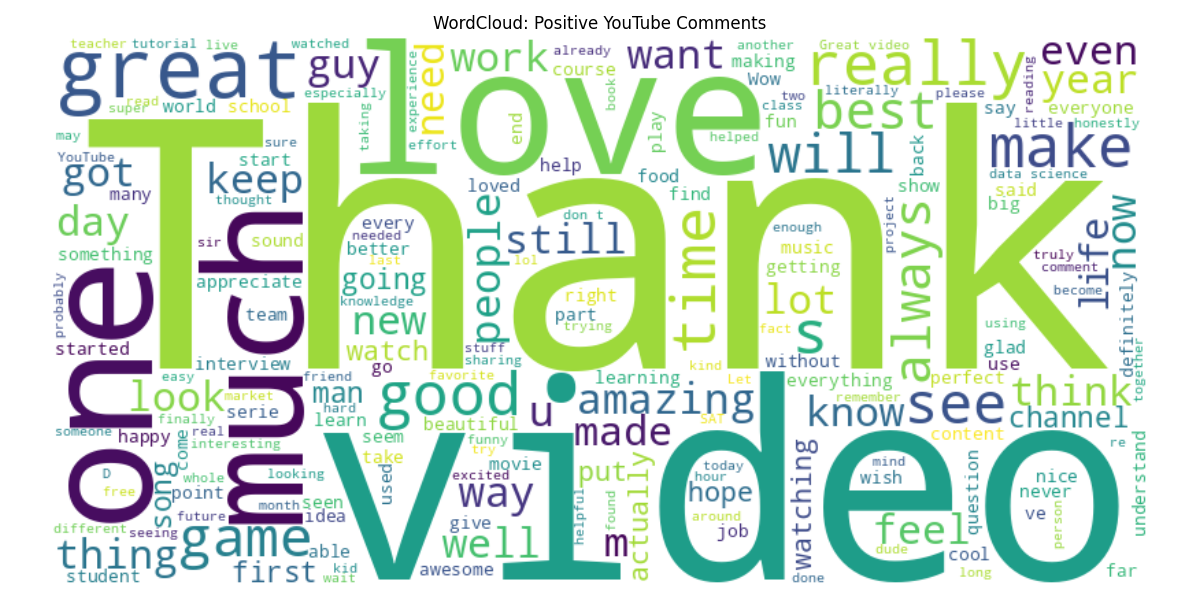 WordCloud: Positive YouTube Comments
teacher tutorial live watched
great guy love need work already want another Great video really even
especially experience course making Wow year
super read world school taking effort end book play helped two class fun literally best please reading say everyone
may sure little honestly
YouTube got many start keep thought help food find will back make data science
Thank
day something sir sound much every needed better last loved don t people still lol time enough music getting project always show said big life now
appreciate going knowledge right part trying lot s truly comment become
probably one team new watch stuff sharing fact without using glad use definitely together
started interview go kind
easy look market friend man favorite good learning Let everything perfect think
finally serie hard learn beautiful u amazing SAT remember know see channel
someone happy real interesting seem funny made content re
come try
D whole looking take used excited movie put actually today hour mind wish nice never understand
free song point month seen way helpful found hope watching question person ve
different seeing future idea give around job feel
thing game able well m video dude cool
student first kid wait awesome done long far